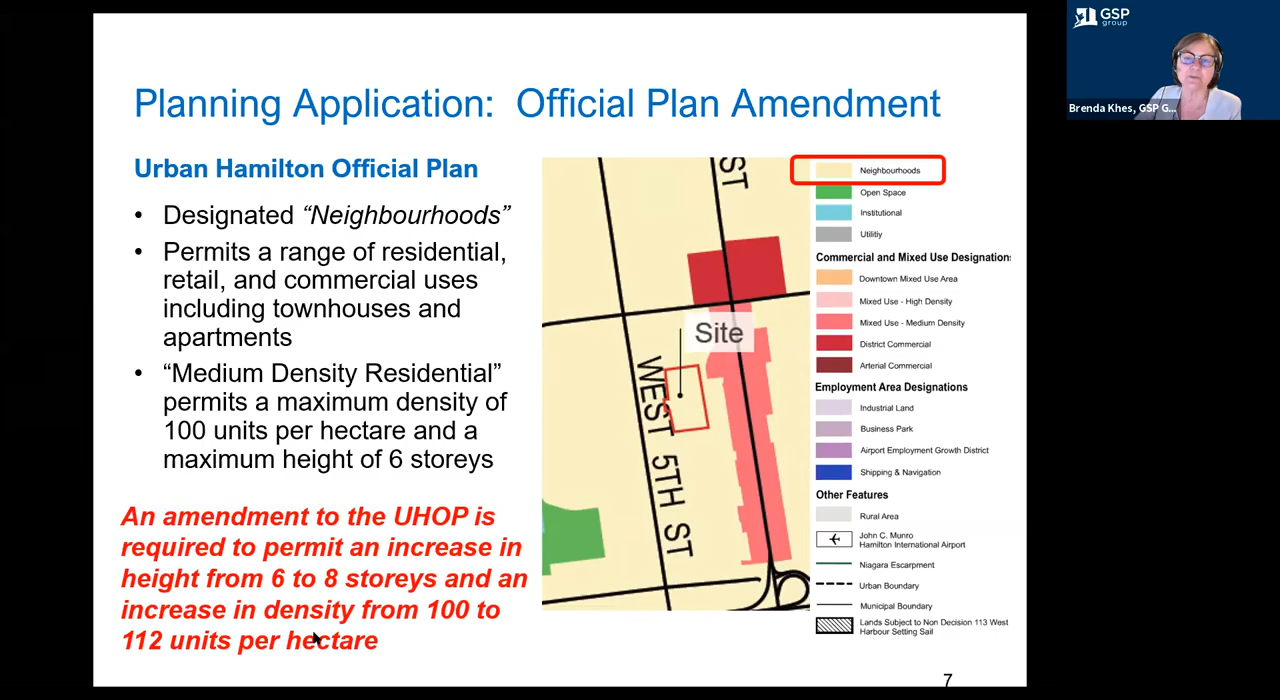 Planning Application: Official Plan Amendment
Urban Hamilton Official Plan
• Designated “Neighbourhoods”
• Permits a range of residential,
retail, and commercial uses
including townhouses and
apartments
• “Medium Density Residential”
permits a maximum density of
100 units per hectare and a
maximum height of 6 storeys
An amendment to the UHOP is
required to permit an increase in
height from 6 to 8 storeys and an
increase in density from 100 to
112 units per hectare
ST
Site
WEST 5TH ST
Neighbourhoods
Open Space
Institutional
Utilitiy
Commercial and Mixed Use Designations
Downtown Mixed Use Area
Mixed Use - High Density
Mixed Use - Medium Density
District Commercial
Arterial Commercial
Employment Area Designations
Industrial Land
Business Park
Airport Employment Growth District
Shipping & Navigation
Other Features
Rural Area
John C. Munro
Hamilton International Airport
Niagara Escarpment
Urban Boundary
Municipal Boundary
Lands Subject to Non Decision 113 West
Harbour Setting Sail
7
GSP
group
Brenda Khes, GSP G...